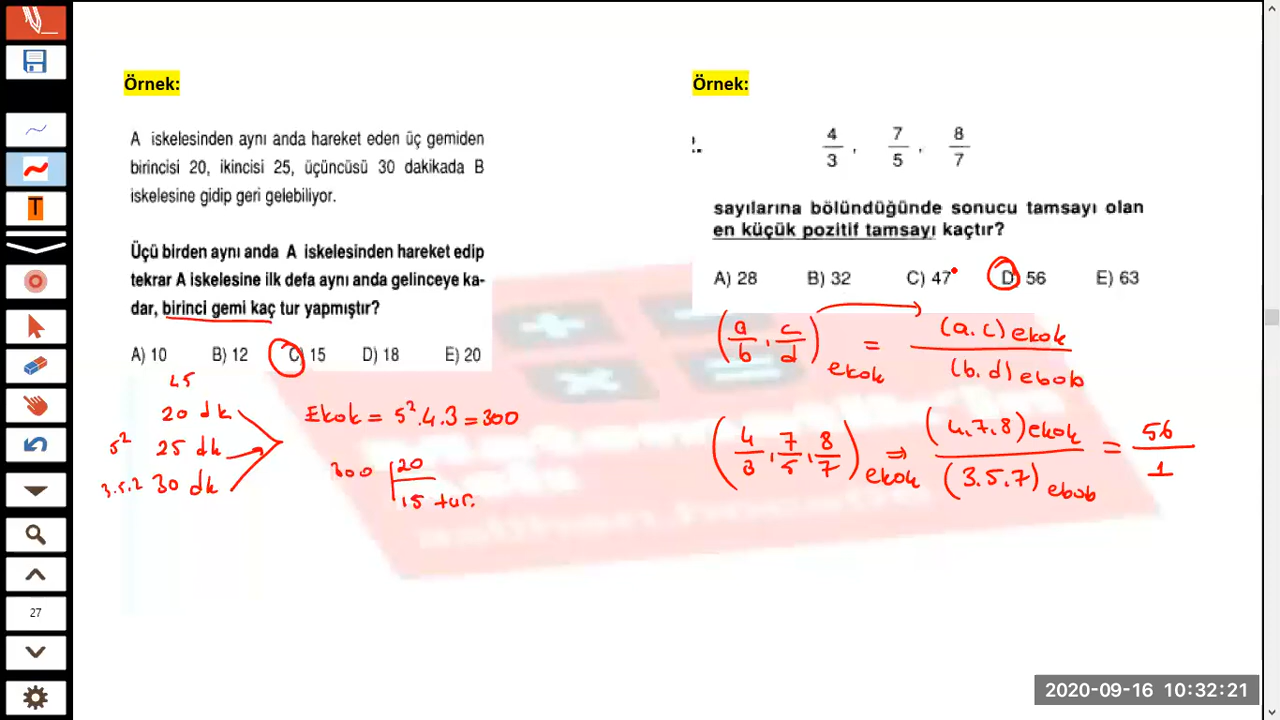 Örnek:
A iskelesinden aynı anda hareket eden üç gemiden
birincisi 20, ikincisi 25, üçüncüsü 30 dakikada B
iskelesine gidip geri gelebiliyor.
Üçü birden aynı anda A iskelesinden hareket edip
tekrar A iskelesine ilk defa aynı anda gelinceye ka-
dar, birinci gemi kaç tur yapmıştır?
A) 10 B) 12 C) 15 D) 18 E) 20
20 dk
5² 25 dk
3.5.2 30 dk
Ekok = 5².4.3 = 300
300 | 20
15 tur.
Örnek:
4/3 , 7/5 , 8/7
sayılarına bölündüğünde sonucu tamsayı olan
en küçük pozitif tamsayı kaçtır?
A) 28 B) 32 C) 47 D) 56 E) 63
(a/b , c/d) ekok = (a.c) ekok / (b.d) ebob
(4/3 , 7/5 , 8/7) ekok ⇒ (4.7.8) ekok / (3.5.7) ebob = 56/1
T
27
2020-09-16 10:32:21